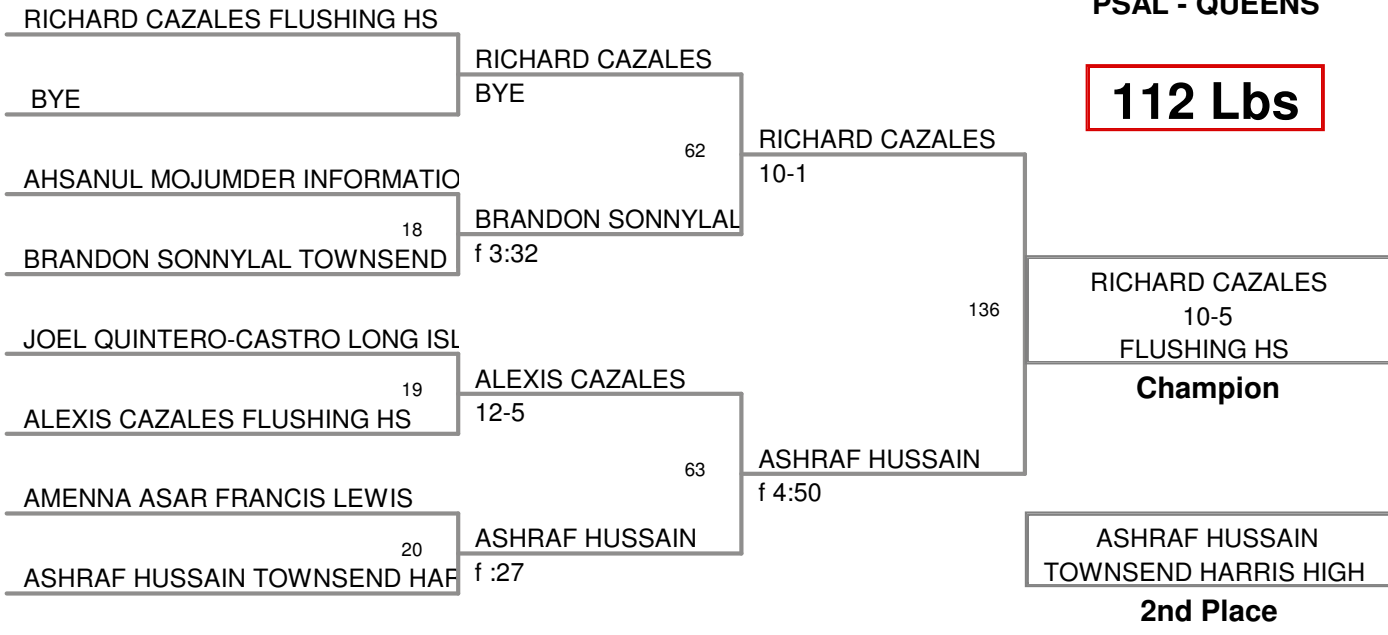 PSAL - QUEENS
112 Lbs
RICHARD CAZALES FLUSHING HS
BYE
AHSANUL MOJUMDER INFORMATIO
18
BRANDON SONNYLAL TOWNSEND
JOEL QUINTERO-CASTRO LONG ISL
19
ALEXIS CAZALES FLUSHING HS
AMENNA ASAR FRANCIS LEWIS
20
ASHRAF HUSSAIN TOWNSEND HAR
RICHARD CAZALES
BYE
62
BRANDON SONNYLAL
f 3:32
ALEXIS CAZALES
12-5
63
ASHRAF HUSSAIN
f :27
RICHARD CAZALES
10-1
136
ASHRAF HUSSAIN
f 4:50
RICHARD CAZALES
10-5
FLUSHING HS
Champion
ASHRAF HUSSAIN
TOWNSEND HARRIS HIGH
2nd Place